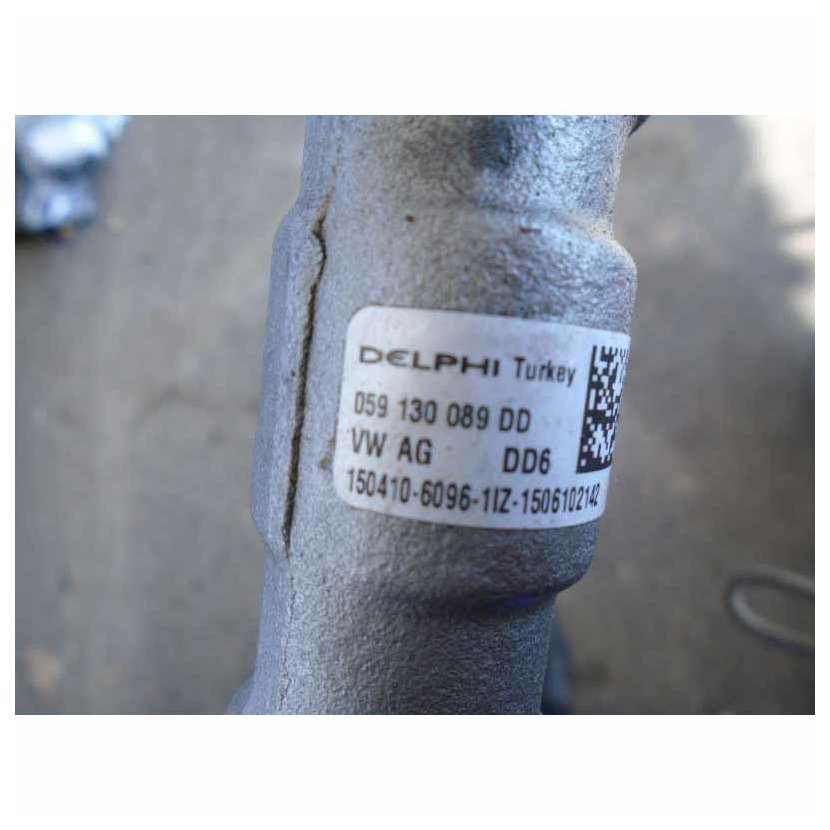 DELPHI Turkey
059 130 089 DD
VW AG DD6
150410-6096-1IZ-1506102142